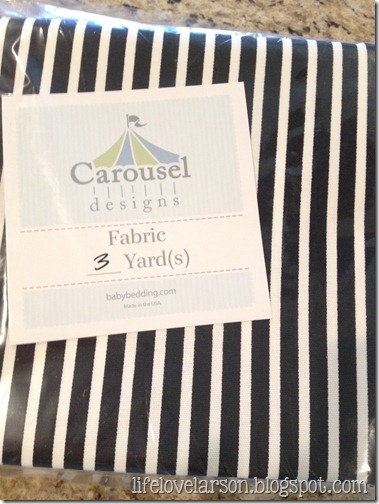 Carousel
designs
Fabric
3 Yard(s)
babybedding.com
Made in the USA
lifelovelarson.blogspot.com